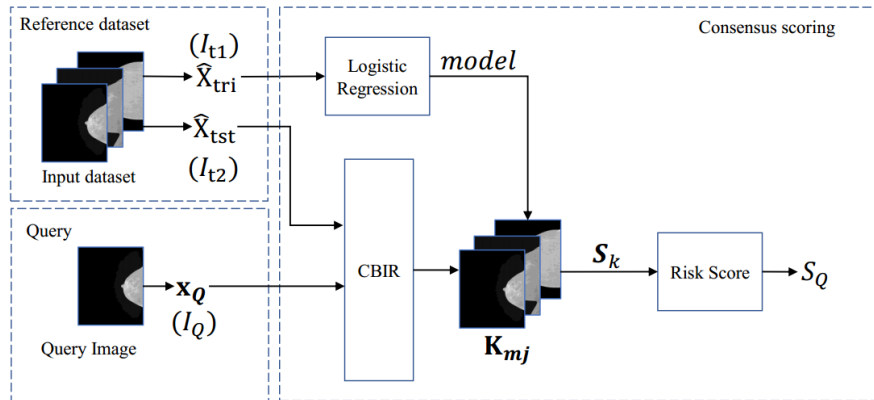 Reference dataset
Consensus scoring
(I_t1)
X̂_tri
Logistic
Regression
model
X̂_tst
(I_t2)
Input dataset
Query
CBIR
S_k
Risk Score
S_Q
x_Q
(I_Q)
Query Image
K_mj